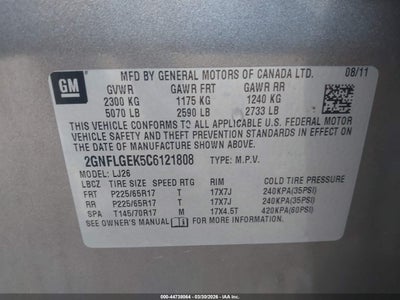 GM
MFD BY GENERAL MOTORS OF CANADA LTD. 08/11
GVWR GAWR FRT GAWR RR
2300 KG 1175 KG 1240 KG
5070 LB 2590 LB 2733 LB
THIS VEHICLE CONFORMS TO ALL APPLICABLE U.S. FEDERAL MOTOR
VEHICLE SAFETY AND THEFT PREVENTION STANDARDS IN EFFECT ON
THE DATE OF MANUFACTURE SHOWN ABOVE.
2GNFLGEK5C6121808 TYPE: M.P.V.
MODEL: LJ26
LBCZ TIRE SIZE SPEED RTG RIM COLD TIRE PRESSURE
FRT P225/65R17 T 17X7J 240KPA(35PSI)
RR P225/65R17 T 17X7J 240KPA(35PSI)
SPA T145/70R17 M 17X4.5T 420KPA(60PSI)
SEE OWNER'S MANUAL FOR MORE INFORMATION.
ID: 000-44738064 - 03/30/2026 - IAA Inc.